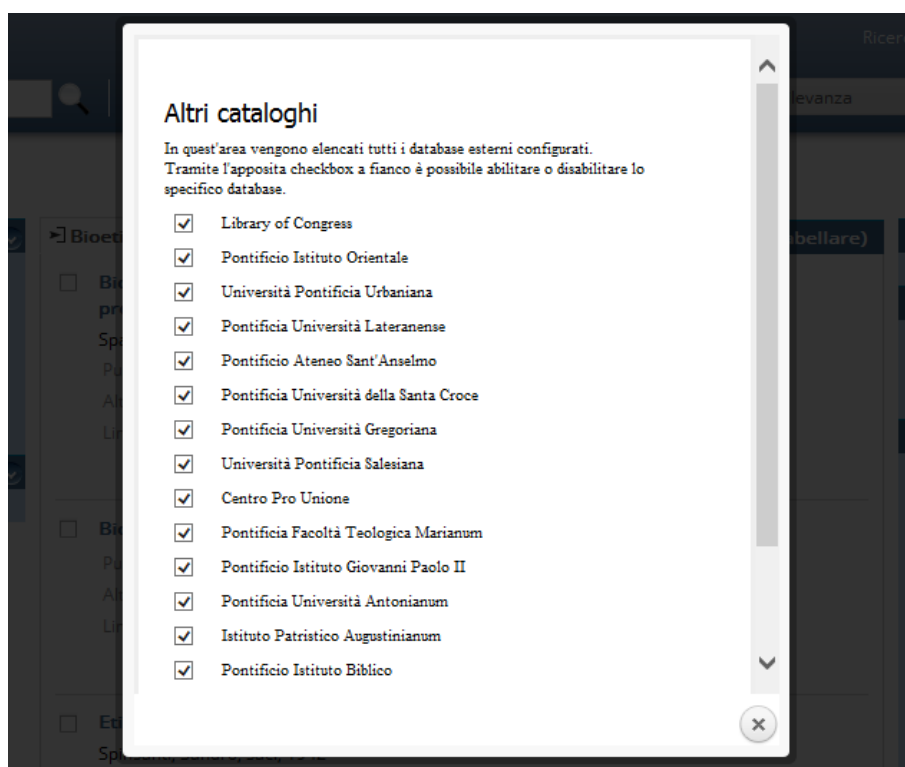 Altri cataloghi
In quest'area vengono elencati tutti i database esterni configurati.
Tramite l'apposita checkbox a fianco è possibile abilitare o disabilitare lo
specifico database.
Library of Congress
Pontificio Istituto Orientale
Università Pontificia Urbaniana
Pontificia Università Lateranense
Pontificio Ateneo Sant'Anselmo
Pontificia Università della Santa Croce
Pontificia Università Gregoriana
Università Pontificia Salesiana
Centro Pro Unione
Pontificia Facoltà Teologica Marianum
Pontificio Istituto Giovanni Paolo II
Pontificia Università Antonianum
Istituto Patristico Augustinianum
Pontificio Istituto Biblico